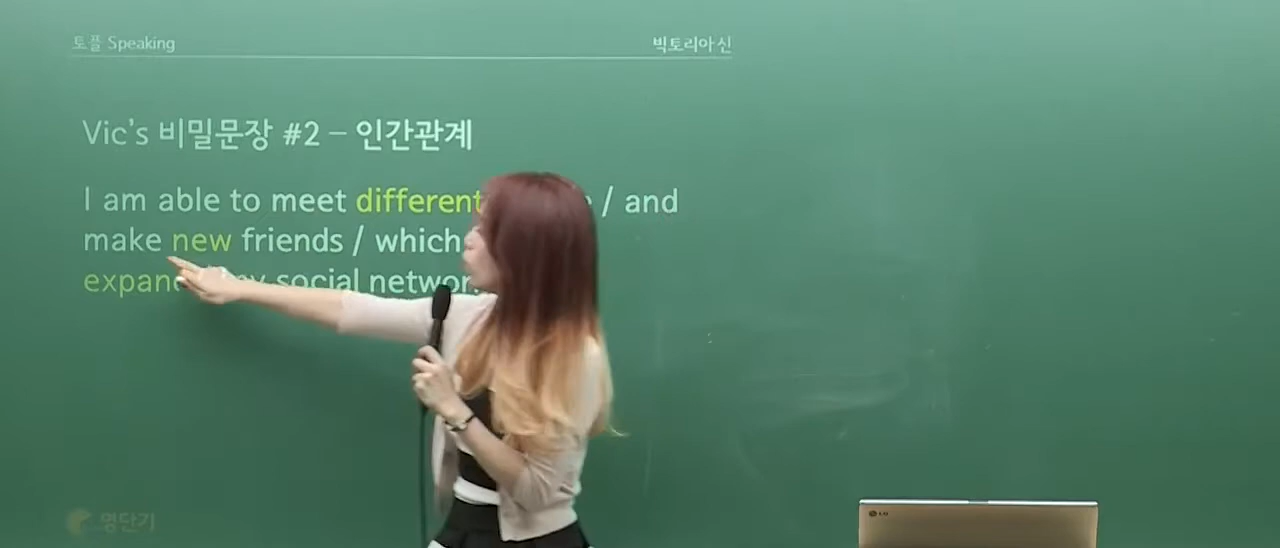 토플 Speaking
빅토리아 신
Vic's 비밀문장 #2 – 인간관계
I am able to meet different / and
make new friends / which
social
영단기
LG